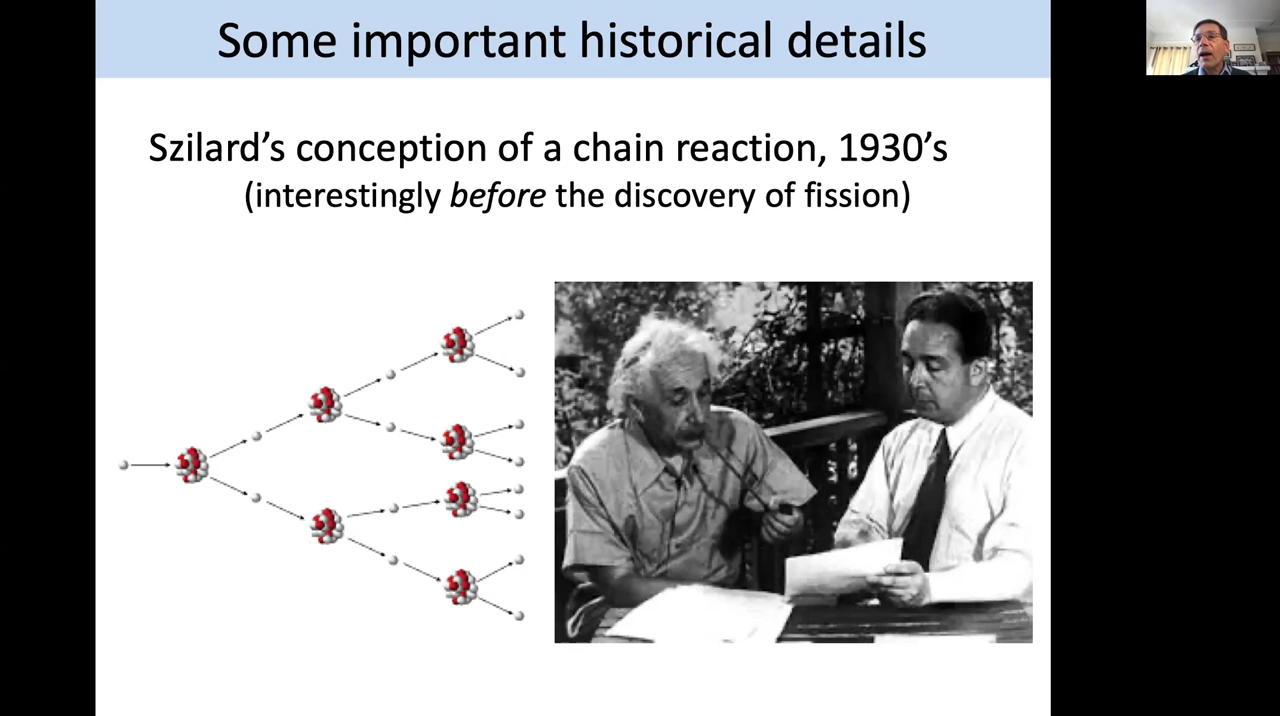 Some important historical details
Szilard’s conception of a chain reaction, 1930’s
(interestingly before the discovery of fission)